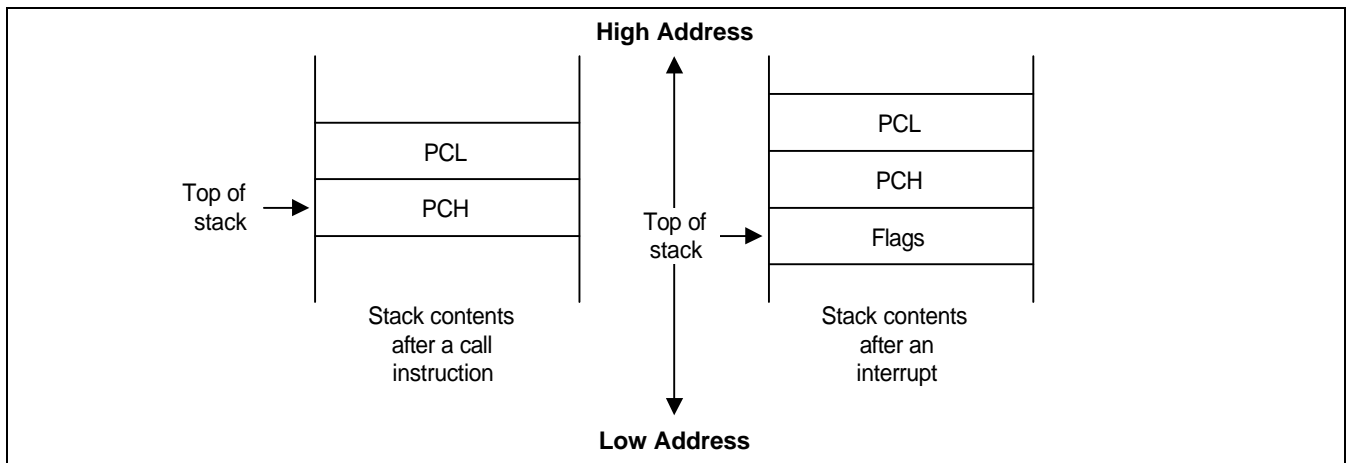 High Address
PCL
PCH
Top of
stack
Stack contents
after a call
instruction
Top of
stack
PCL
PCH
Flags
Stack contents
after an
interrupt
Low Address